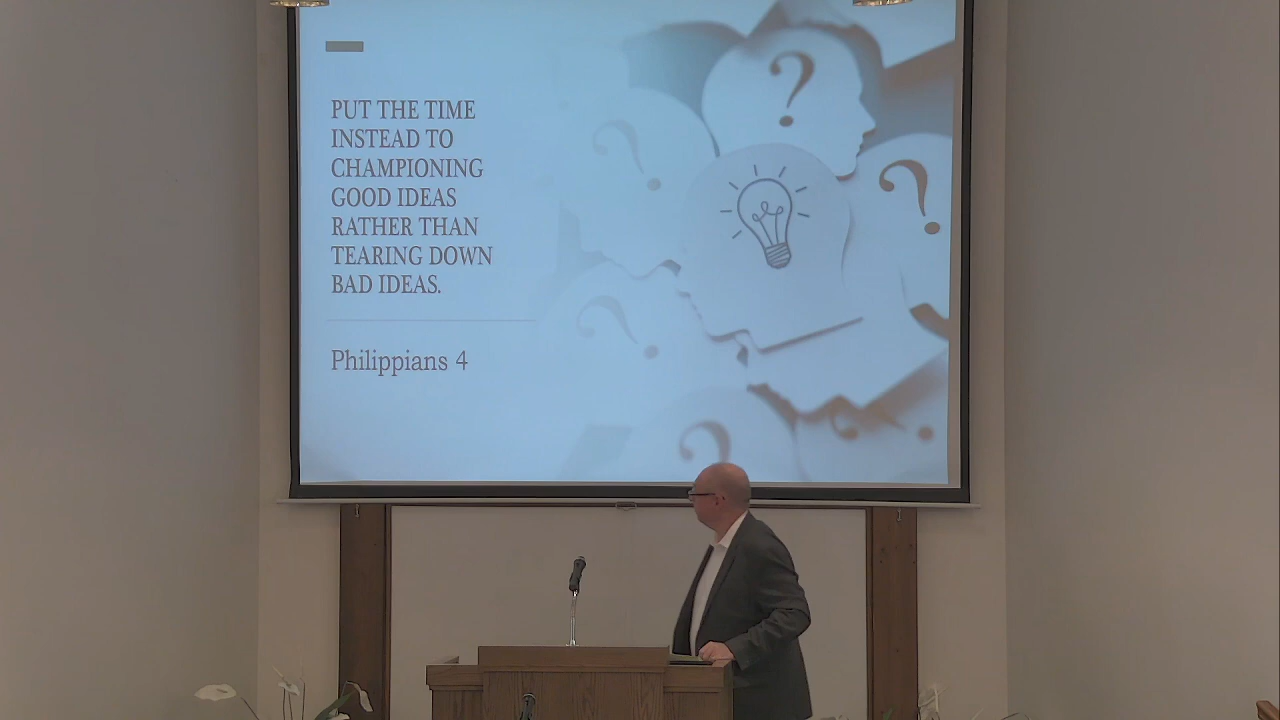 PUT THE TIME
INSTEAD TO
CHAMPIONING
GOOD IDEAS
RATHER THAN
TEARING DOWN
BAD IDEAS.
Philippians 4
? 
?
?
?
?
?